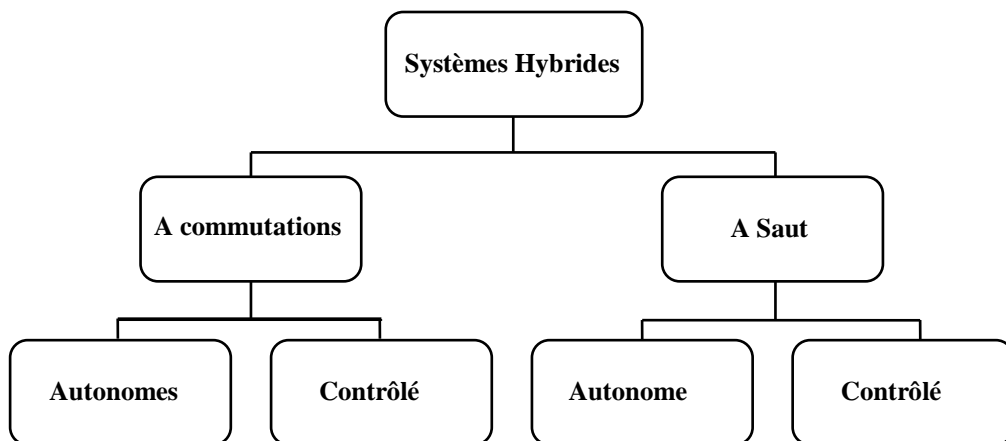 Systèmes Hybrides
A commutations
A Saut
Autonomes
Contrôlé
Autonome
Contrôlé